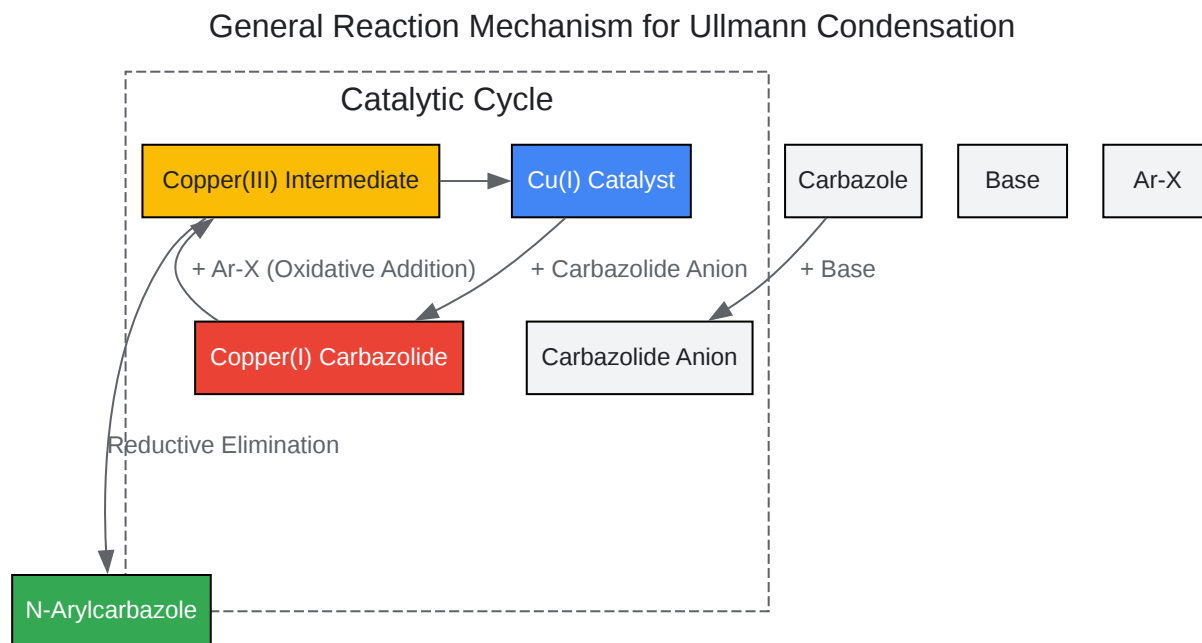 General Reaction Mechanism for Ullmann Condensation
Catalytic Cycle
Copper(III) Intermediate
Cu(I) Catalyst
Carbazole
Base
Ar-X
+ Ar-X (Oxidative Addition)
+ Carbazolide Anion
+ Base
Copper(I) Carbazolide
Carbazolide Anion
Reductive Elimination
N-Arylcarbazole